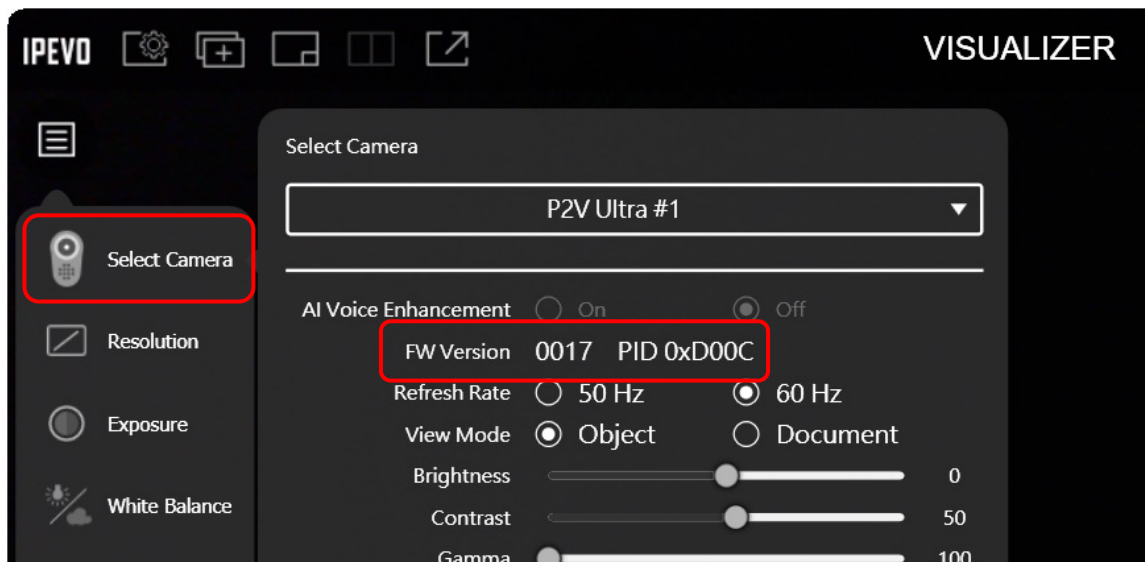 IPEVO
VISUALIZER
Select Camera
P2V Ultra #1
Select Camera
AI Voice Enhancement On Off
FW Version 0017 PID 0xD00C
Resolution
Refresh Rate 50 Hz 60 Hz
Exposure
View Mode Object Document
Brightness 0
White Balance
Contrast 50
Gamma 100